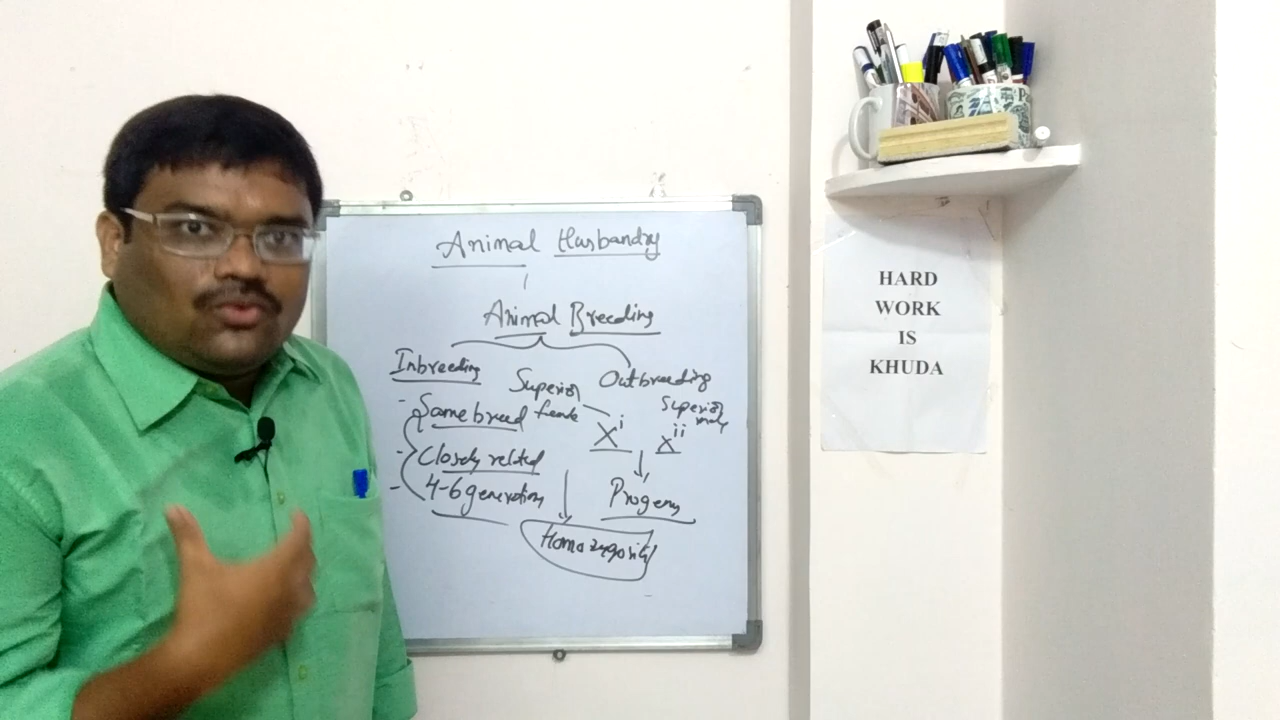 Animal Husbandry
Animal Breeding
Inbreeding
Superior
female
Outbreeding
Superior
male
- Same breed
X i
X ii
- Closely related
- 4-6 generation
Progeny
Homozygosity
HARD
WORK
IS
KHUDA
P